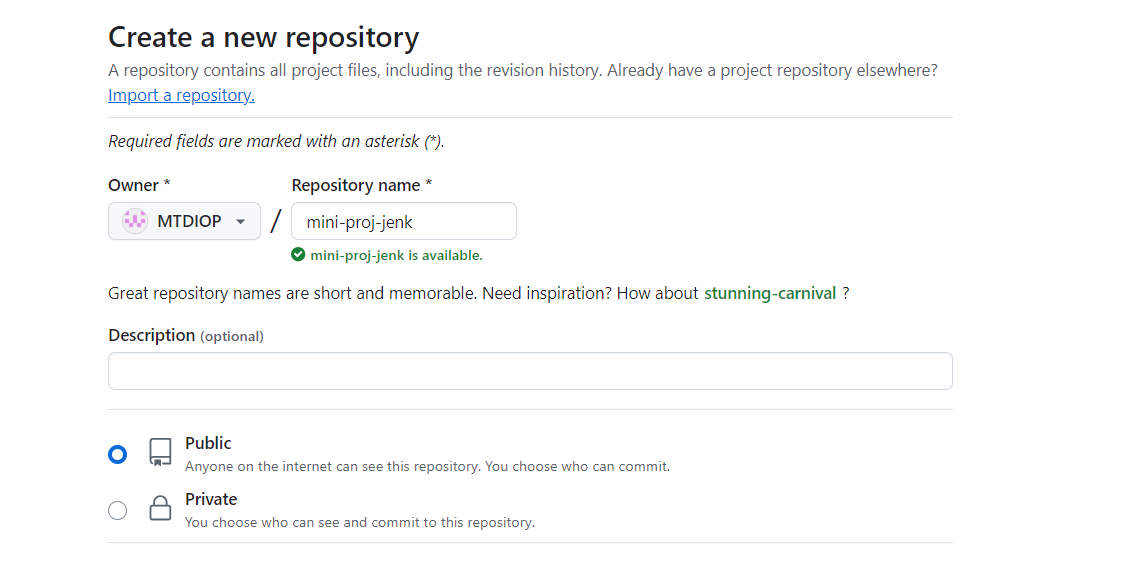 Create a new repository
A repository contains all project files, including the revision history. Already have a project repository elsewhere?
Import a repository.
Required fields are marked with an asterisk (*).
Owner * Repository name *
MTDIOP / mini-proj-jenk
mini-proj-jenk is available.
Great repository names are short and memorable. Need inspiration? How about stunning-carnival ?
Description (optional)
Public
Anyone on the internet can see this repository. You choose who can commit.
Private
You choose who can see and commit to this repository.